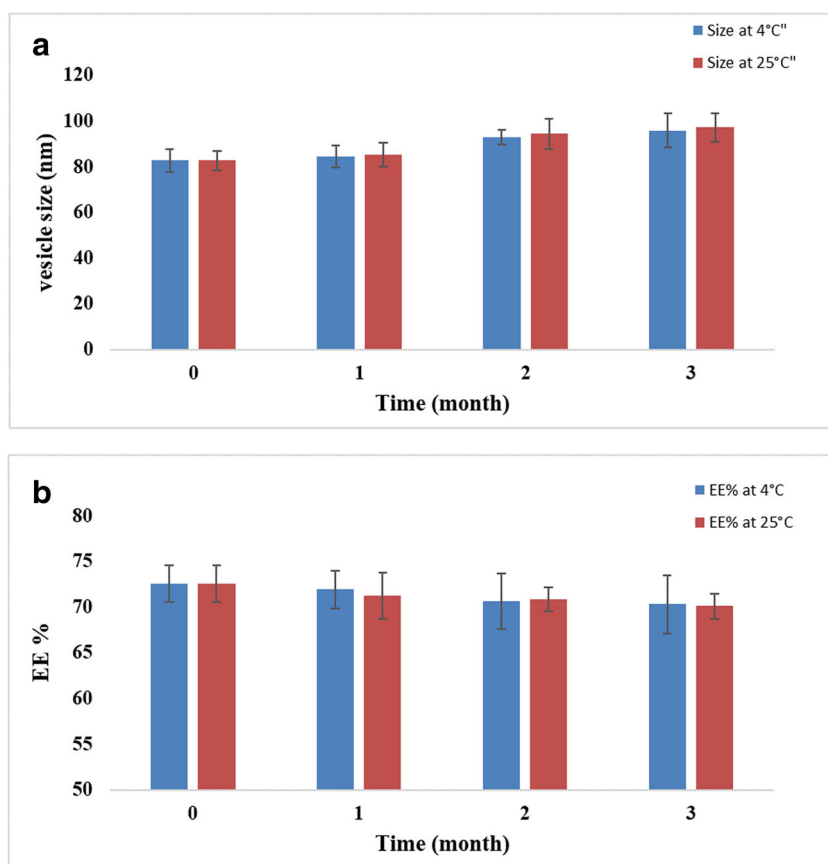 a
Size at 4°C"
Size at 25°C"
120
100
80
60
40
20
0
vesicle size (nm)
0 1 2 3
Time (month)
b
EE% at 4°C
EE% at 25°C
80
75
70
65
60
55
50
EE %
0 1 2 3
Time (month)